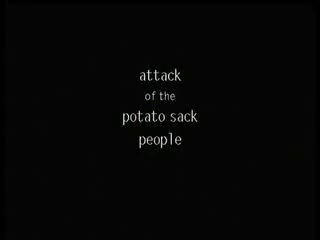 attack
of the
potato sack
people